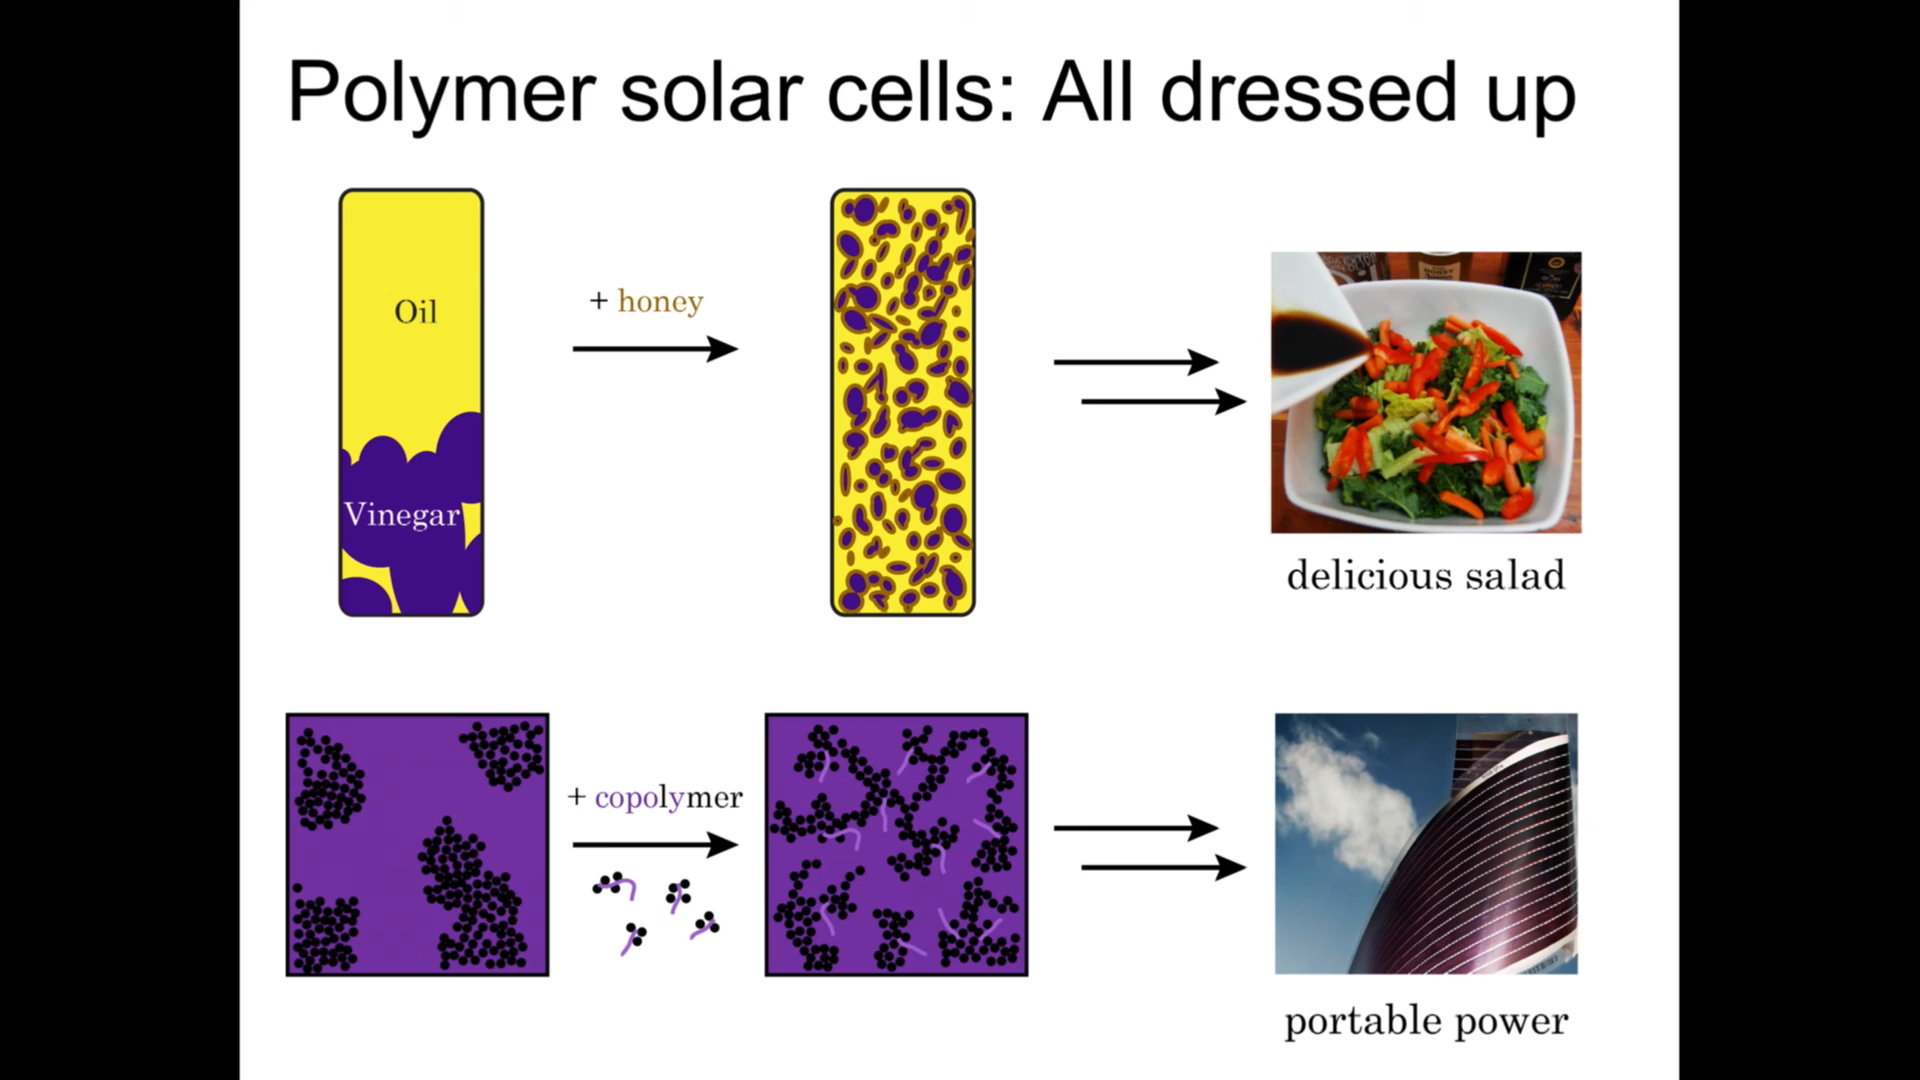 Polymer solar cells: All dressed up
Oil
Vinegar
+ honey
delicious salad
+ copolymer
portable power